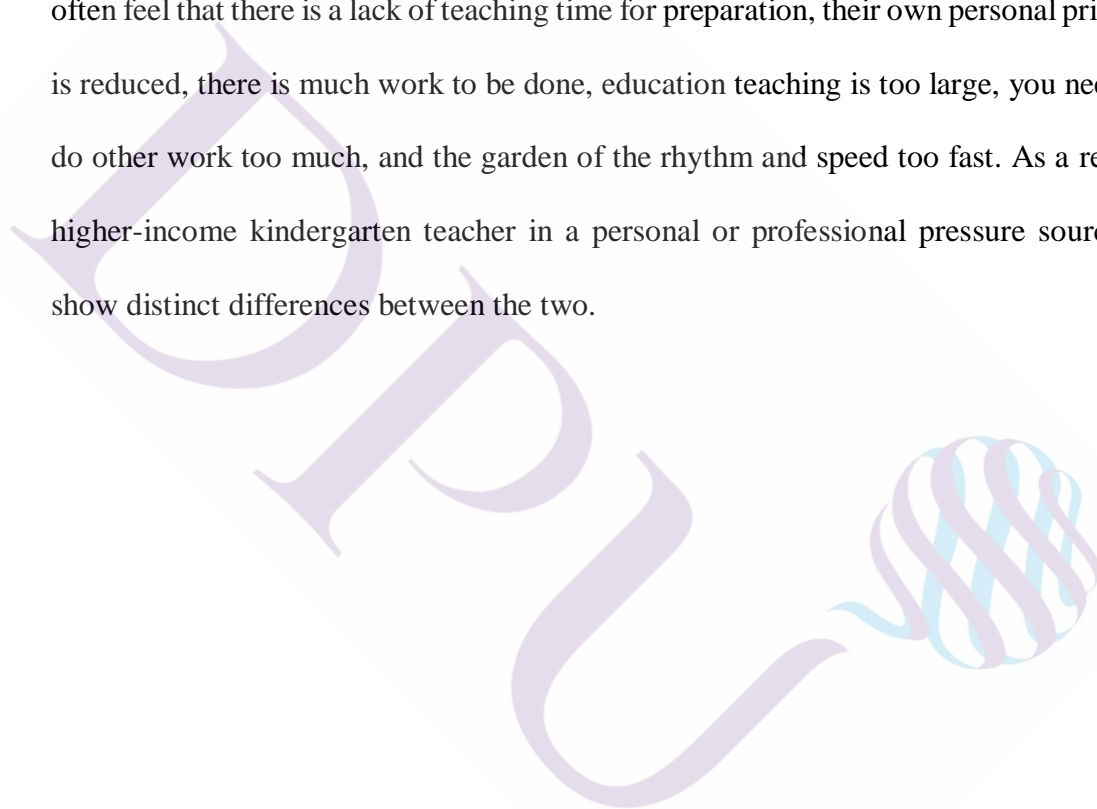 often feel that there is a lack of teaching time for preparation, their own personal pri
is reduced, there is much work to be done, education teaching is too large, you nee
do other work too much, and the garden of the rhythm and speed too fast. As a re
higher-income kindergarten teacher in a personal or professional pressure sour
show distinct differences between the two.
DPU